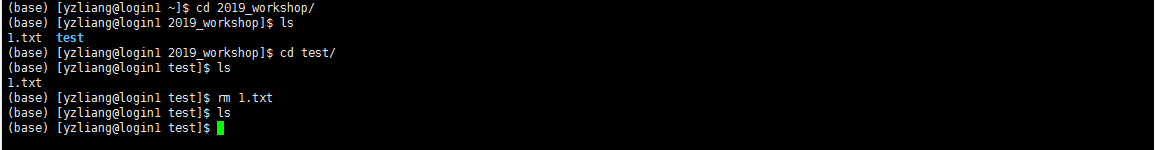 (base) [yzliang@login1 ~]$ cd 2019_workshop/
(base) [yzliang@login1 2019_workshop]$ ls
1.txt  test
(base) [yzliang@login1 2019_workshop]$ cd test/
(base) [yzliang@login1 test]$ ls
1.txt
(base) [yzliang@login1 test]$ rm 1.txt
(base) [yzliang@login1 test]$ ls
(base) [yzliang@login1 test]$